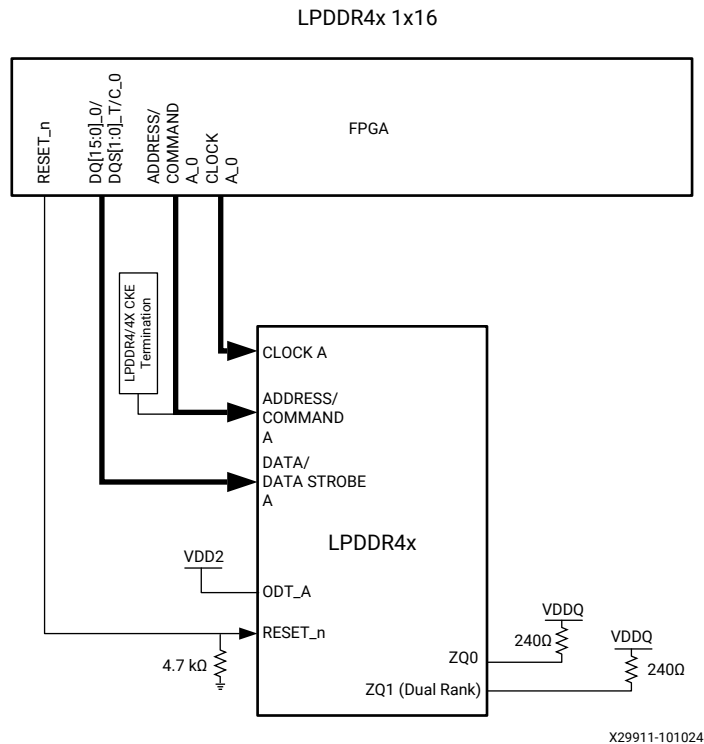 LPDDR4x 1x16
RESET_n
DQ[15:0]_0/
DQS[1:0]_T/C_0
ADDRESS/
COMMAND
A_0
CLOCK
A_0
FPGA
LPDDR4/4X CKE
Termination
CLOCK A
ADDRESS/
COMMAND
A
DATA/
DATA STROBE
A
LPDDR4x
VDD2
ODT_A
RESET_n
4.7 kΩ
VDDQ
240Ω
ZQ0
VDDQ
240Ω
ZQ1 (Dual Rank)
X29911-101024